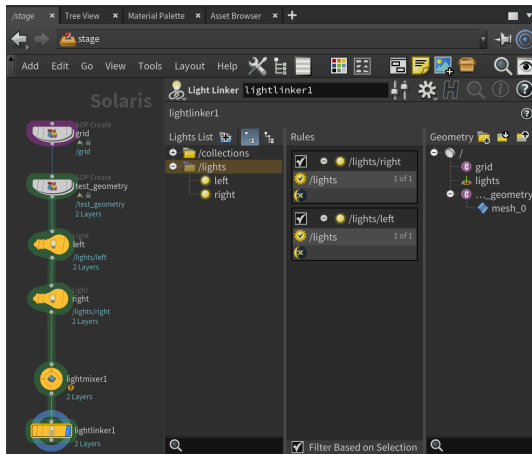 /stage × Tree View × Material Palette × Asset Browser × +
stage
Add Edit Go View Tools Layout Help
Solaris
Light Linker lightlinker1
lightlinker1
Lights List
Rules
Geometry
/collections
/lights
left
right
/lights/right
/lights 1 of 1
/lights/left
/lights 1 of 1
/
grid
lights
..._geometry
mesh_0
Filter Based on Selection
SOP Create
grid
/grid
SOP Create
test_geometry
/test_geometry
2 Layers
Light
left
/lights/left
2 Layers
Light
right
/lights/right
2 Layers
lightmixer1
2 Layers
lightlinker1
2 Layers